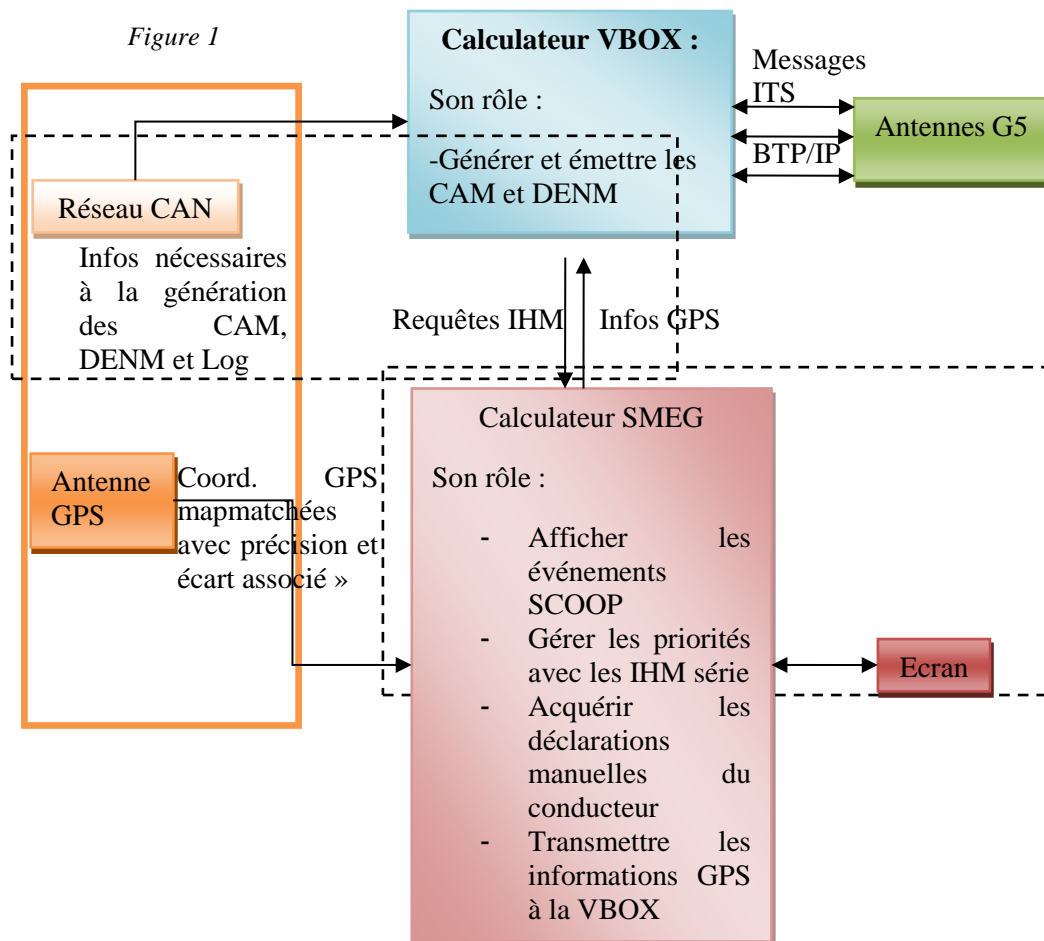 Figure 1
Calculateur VBOX :
Son rôle :
-Générer et émettre les
CAM et DENM
Messages
ITS
BTP/IP
Antennes G5
Réseau CAN
Infos nécessaires
à la génération
des CAM,
DENM et Log
Requêtes IHM
Infos GPS
Antenne
GPS
Coord. GPS
mapmatchées
avec précision et
écart associé »
Calculateur SMEG
Son rôle :
- Afficher les
événements
SCOOP
- Gérer les priorités
avec les IHM série
- Acquérir les
déclarations
manuelles du
conducteur
- Transmettre les
informations GPS
à la VBOX
Ecran